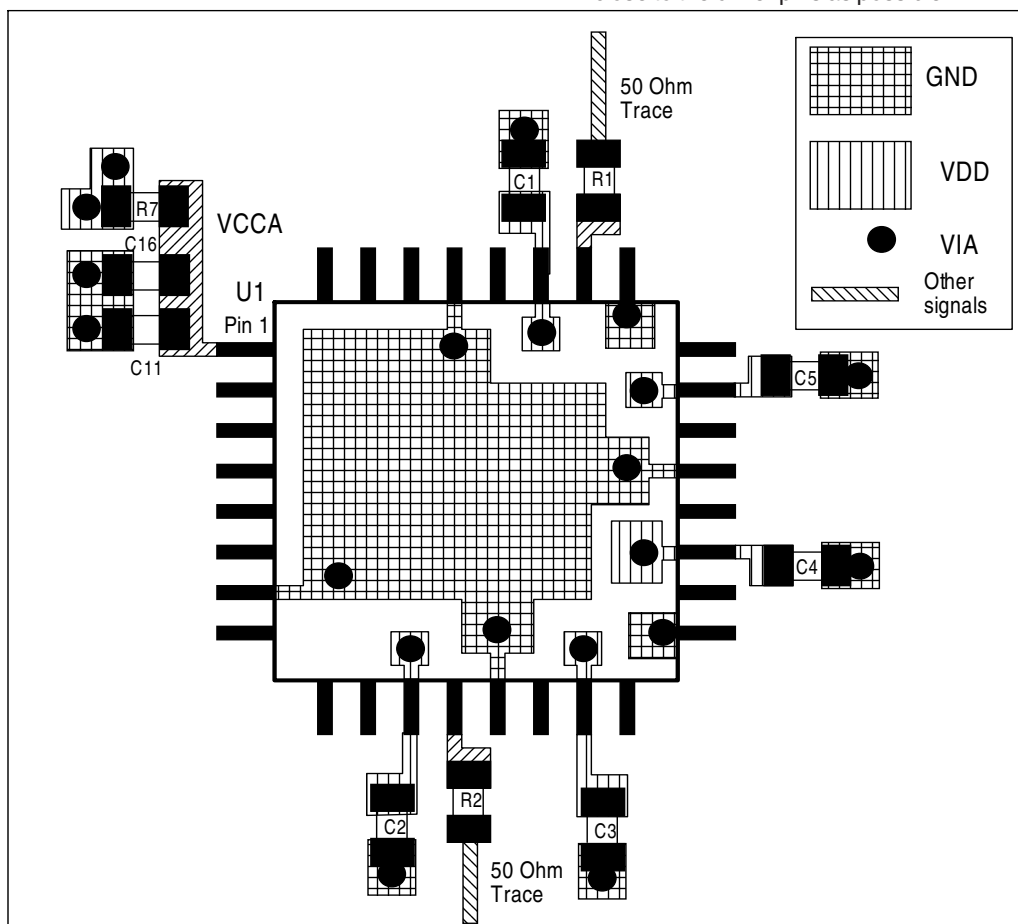 50 Ohm
Trace
GND
C1
R1
VDD
R7
VCCA
C16
VIA
U1
Other
signals
Pin 1
C11
C5
C4
R2
C2
C3
50 Ohm
Trace